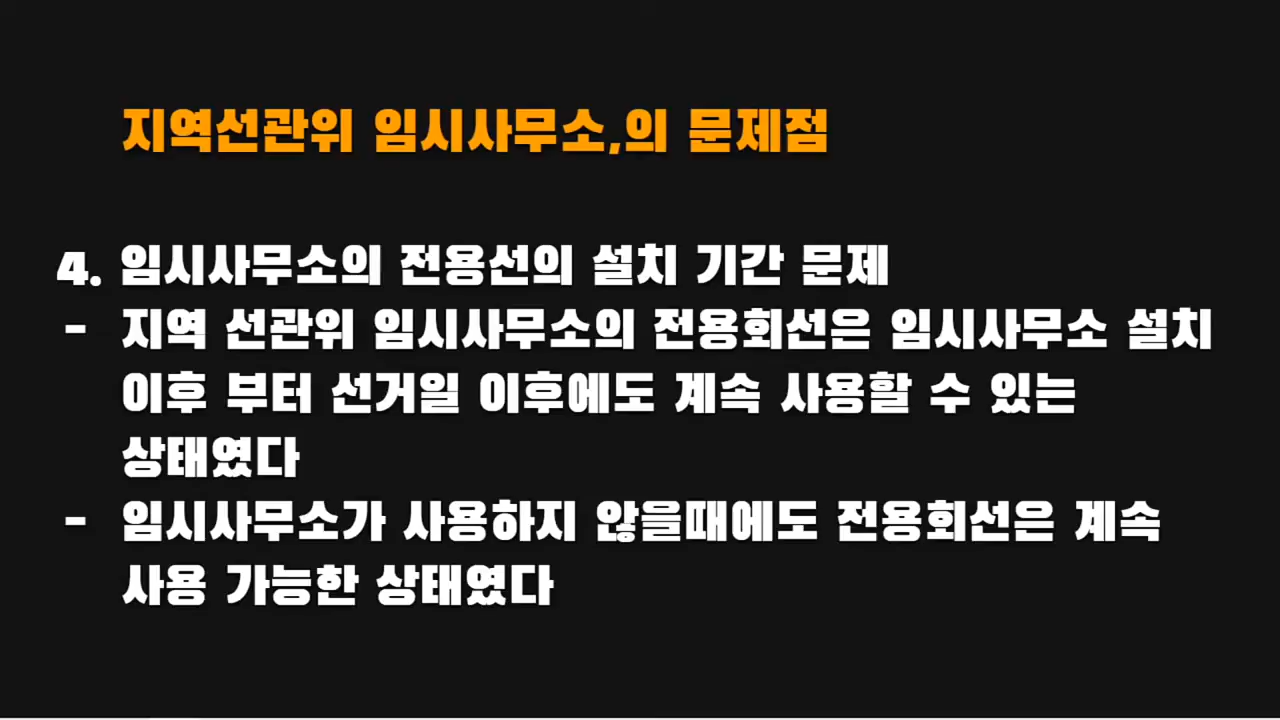 지역선관위 임시사무소,의 문제점
4. 임시사무소의 전용선의 설치 기간 문제
- 지역 선관위 임시사무소의 전용회선은 임시사무소 설치
이후 부터 선거일 이후에도 계속 사용할 수 있는
상태였다
- 임시사무소가 사용하지 않을때에도 전용회선은 계속
사용 가능한 상태였다